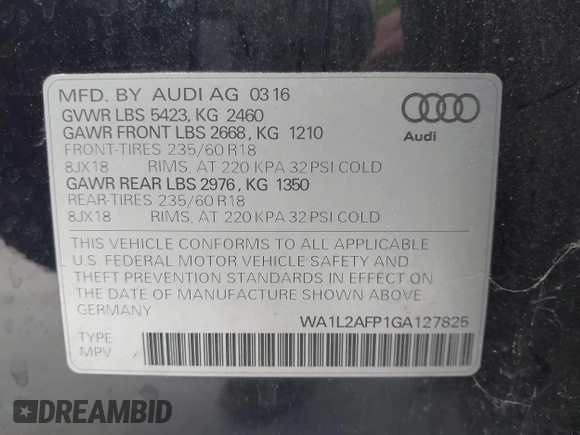 MFD. BY AUDI AG 03 16
GVWR LBS 5423, KG 2460
GAWR FRONT LBS 2668, KG 1210
FRONT-TIRES 235/60 R18
8JX18 RIMS, AT 220 KPA 32 PSI COLD
GAWR REAR LBS 2976, KG 1350
REAR-TIRES 235/60 R18
8JX18 RIMS, AT 220 KPA 32 PSI COLD
Audi
THIS VEHICLE CONFORMS TO ALL APPLICABLE
U.S. FEDERAL MOTOR VEHICLE SAFETY AND
THEFT PREVENTION STANDARDS IN EFFECT ON
THE DATE OF MANUFACTURE SHOWN ABOVE-
GERMANY
WA1L2AFP1GA127825
TYPE
MPV
DREAMBID